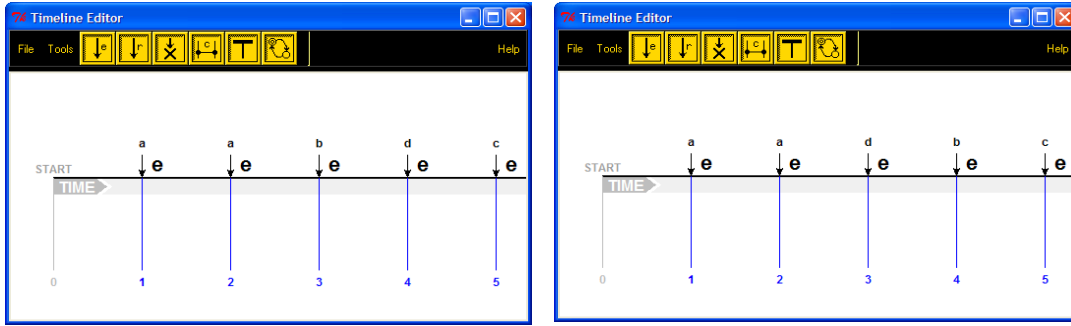 Timeline Editor
File Tools e r c Help
a a b d c
e e e e e
START
TIME
0 1 2 3 4 5
Timeline Editor
File Tools e r c Help
a a d b c
e e e e e
START
TIME
0 1 2 3 4 5